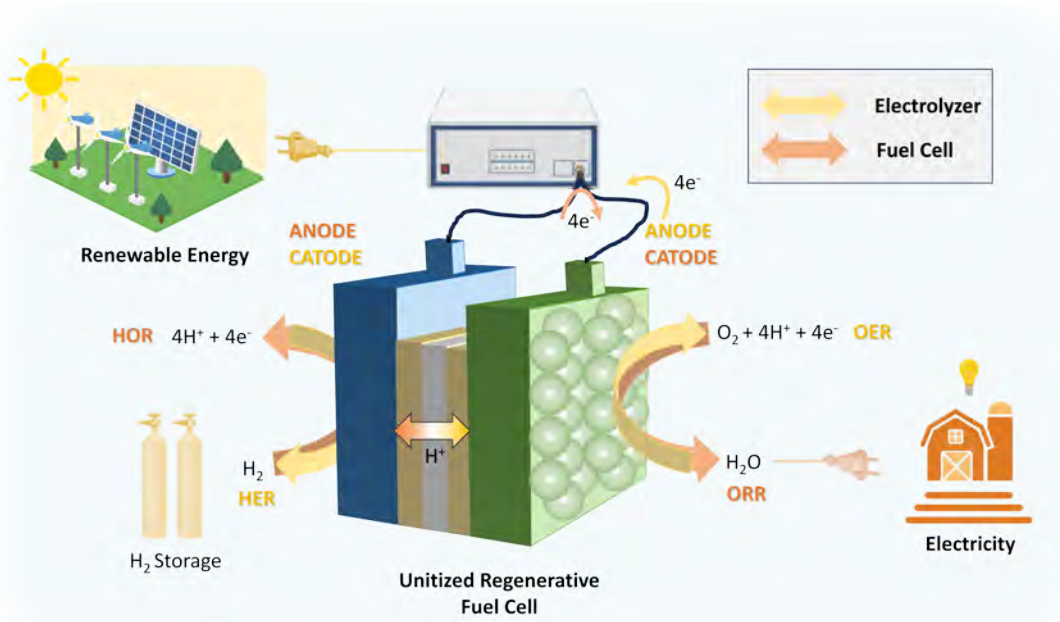 Electrolyzer
Fuel Cell
4e⁻
4e⁻
Renewable Energy
ANODE
CATODE
ANODE
CATODE
HOR 4H⁺ + 4e⁻
O₂ + 4H⁺ + 4e⁻ OER
H⁺
H₂
HER
H₂O
ORR
H₂ Storage
Electricity
Unitized Regenerative
Fuel Cell